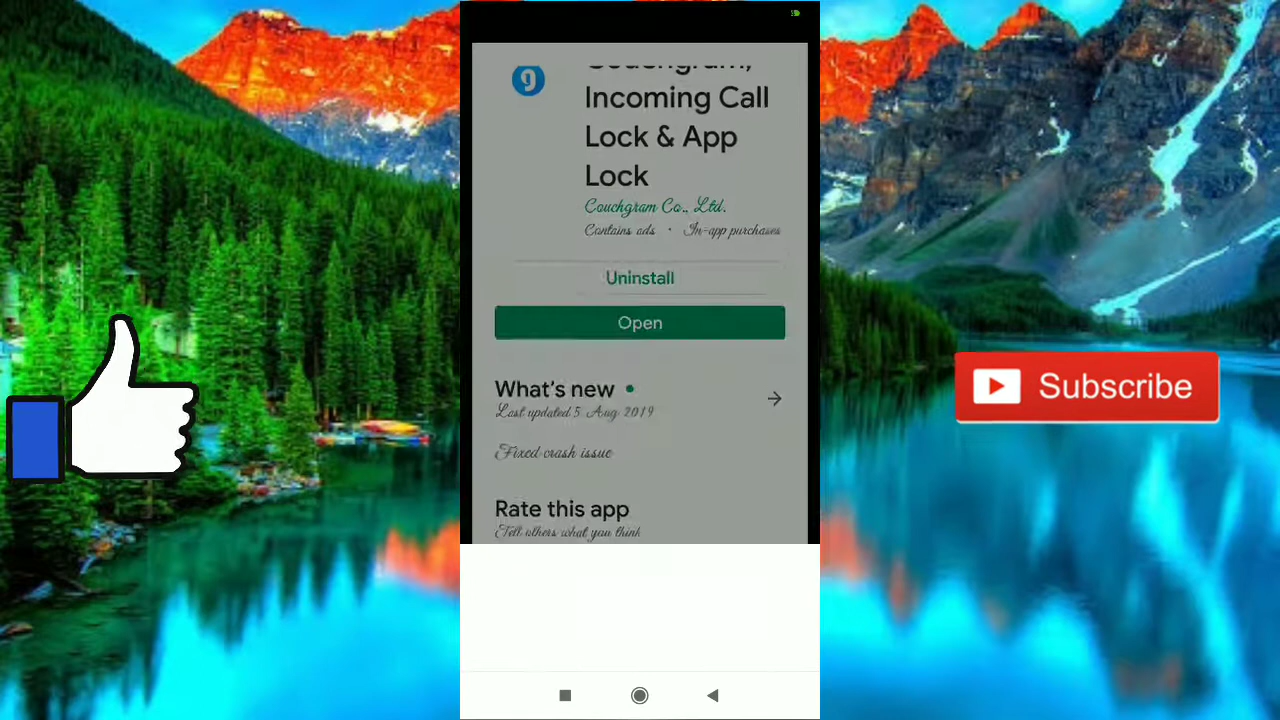 Couchgram,
Incoming Call
Lock & App
Lock
Couchgram Co., Ltd.
Contains ads • In-app purchases
Uninstall
Open
What's new •
Last updated 5 Aug 2019
Fixed crash issue
Rate this app
Tell others what you think
Subscribe